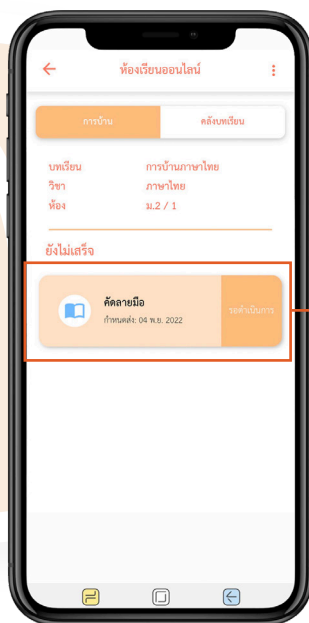 ห้องเรียนออนไลน์
การบ้าน คลังบทเรียน
บทเรียน การบ้านภาษาไทย
วิชา ภาษาไทย
ห้อง ม.2 / 1
ยังไม่เสร็จ
คัดลายมือ
กำหนดส่ง: 04 พ.ย. 2022
รอดำเนินการ